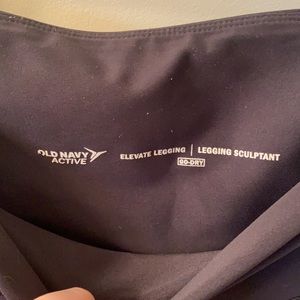 OLD NAVY
ACTIVE
ELEVATE LEGGING | LEGGING SCULPTANT
GO-DRY